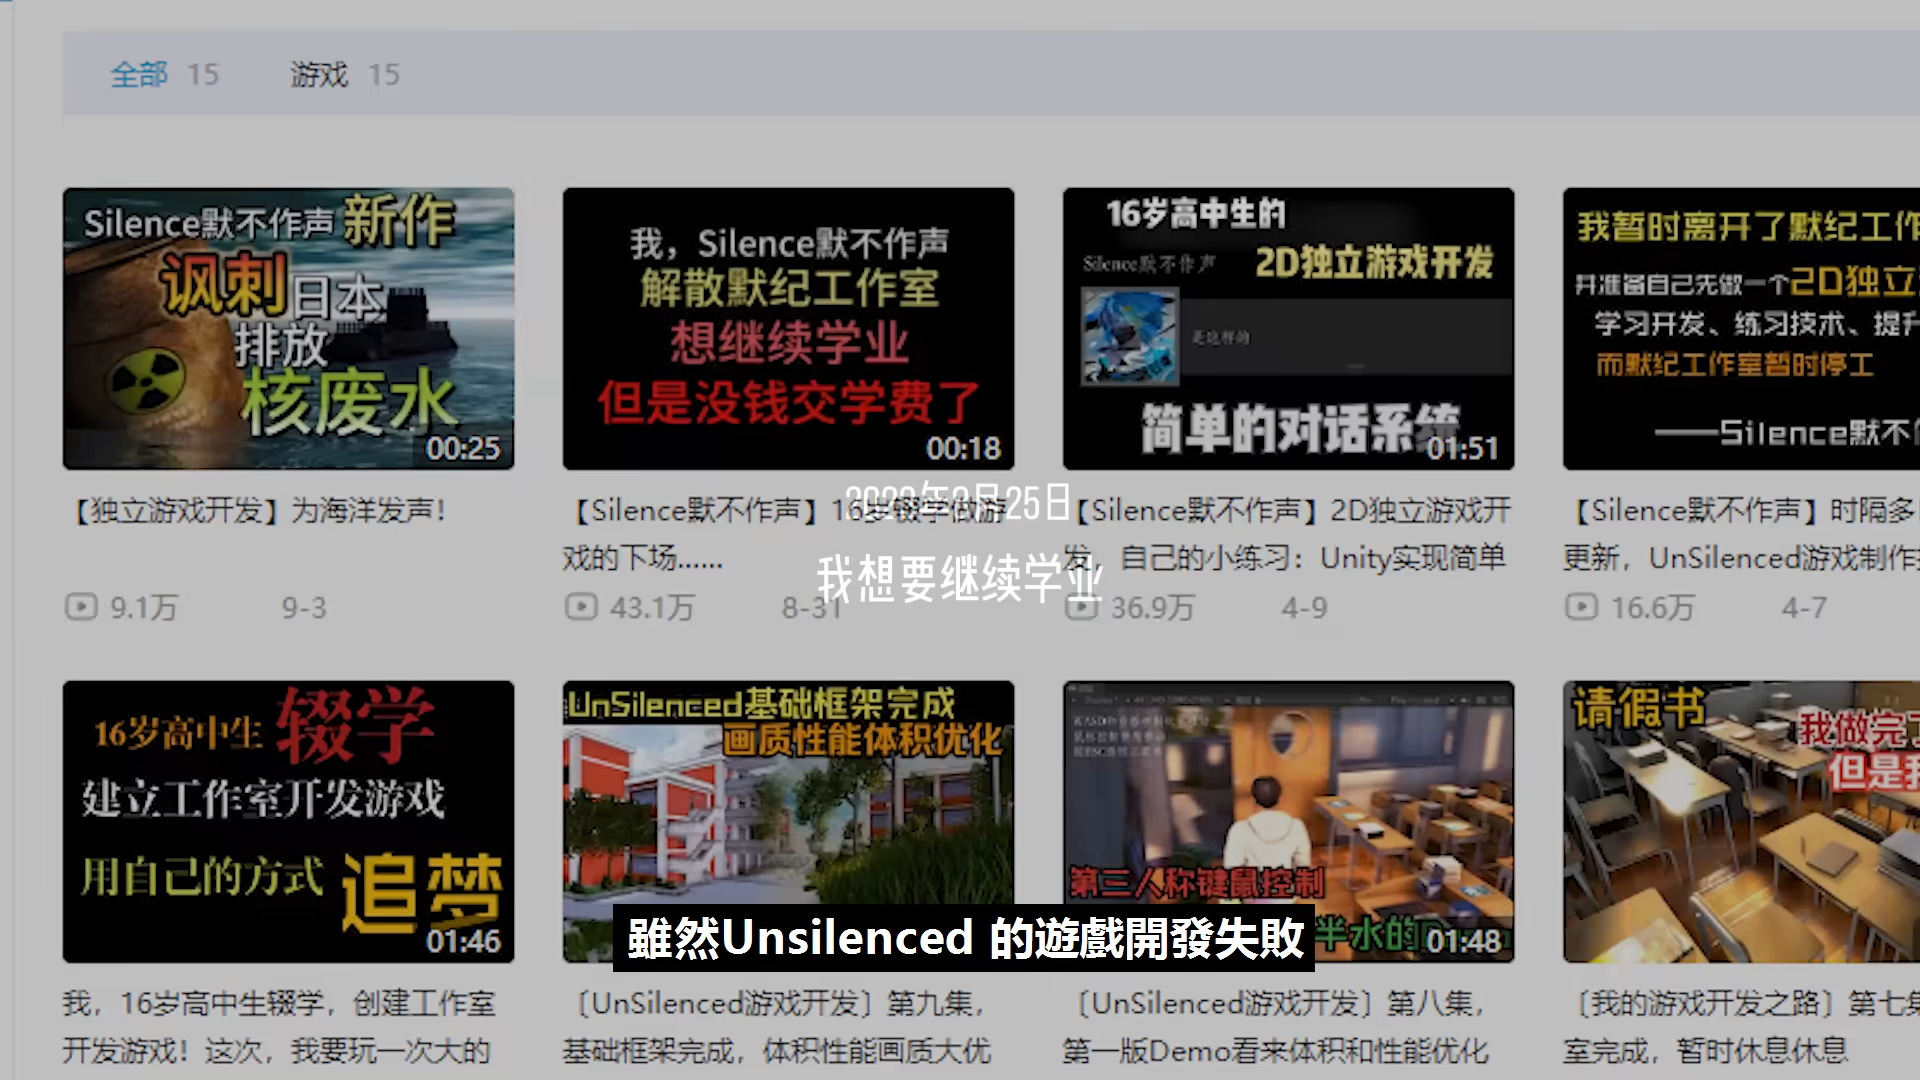 全部 15 游戏 15
Silence默不作声 新作
讽刺日本
排放
核废水
00:25
我，Silence默不作声
解散默纪工作室
想继续学业
但是没钱交学费了
00:18
16岁高中生的
2D独立游戏开发
Silence默不作声
是这样的
简单的对话系统
01:51
我暂时离开了默纪工作
并准备自己先做一个2D独立
学习开发、练习技术、提升
而默纪工作室暂时停工
——Silence默不
【独立游戏开发】为海洋发声！
9.1万 9-3
【Silence默不作声】16岁辍学做游
戏的下场……
43.1万 8-31
【Silence默不作声】2D独立游戏开
发，自己的小练习：Unity实现简单
36.9万 4-9
【Silence默不作声】时隔多
更新，UnSilenced游戏制作
16.6万 4-7
月25日
我想要继续学业
16岁高中生 辍学
建立工作室开发游戏
用自己的方式 追梦
01:46
UnSilenced基础框架完成
画质性能体积优化
第三人称键鼠控制
半水的
01:48
请假书
我做完了
但是我
雖然Unsilenced 的遊戲開發失敗
我，16岁高中生辍学，创建工作室
开发游戏！这次，我要玩一次大的
〔UnSilenced游戏开发〕第九集，
基础框架完成，体积性能画质大优
〔UnSilenced游戏开发〕第八集，
第一版Demo看来体积和性能优化
〔我的游戏开发之路〕第七集
室完成，暂时休息休息